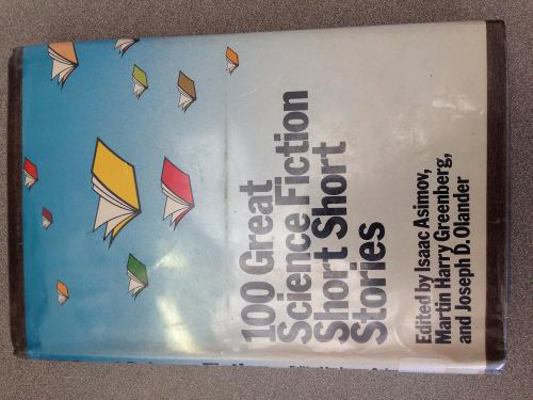 100 Great
Science Fiction
Short Short
Stories
Edited by Isaac Asimov,
Martin Harry Greenberg,
and Joseph D. Olander